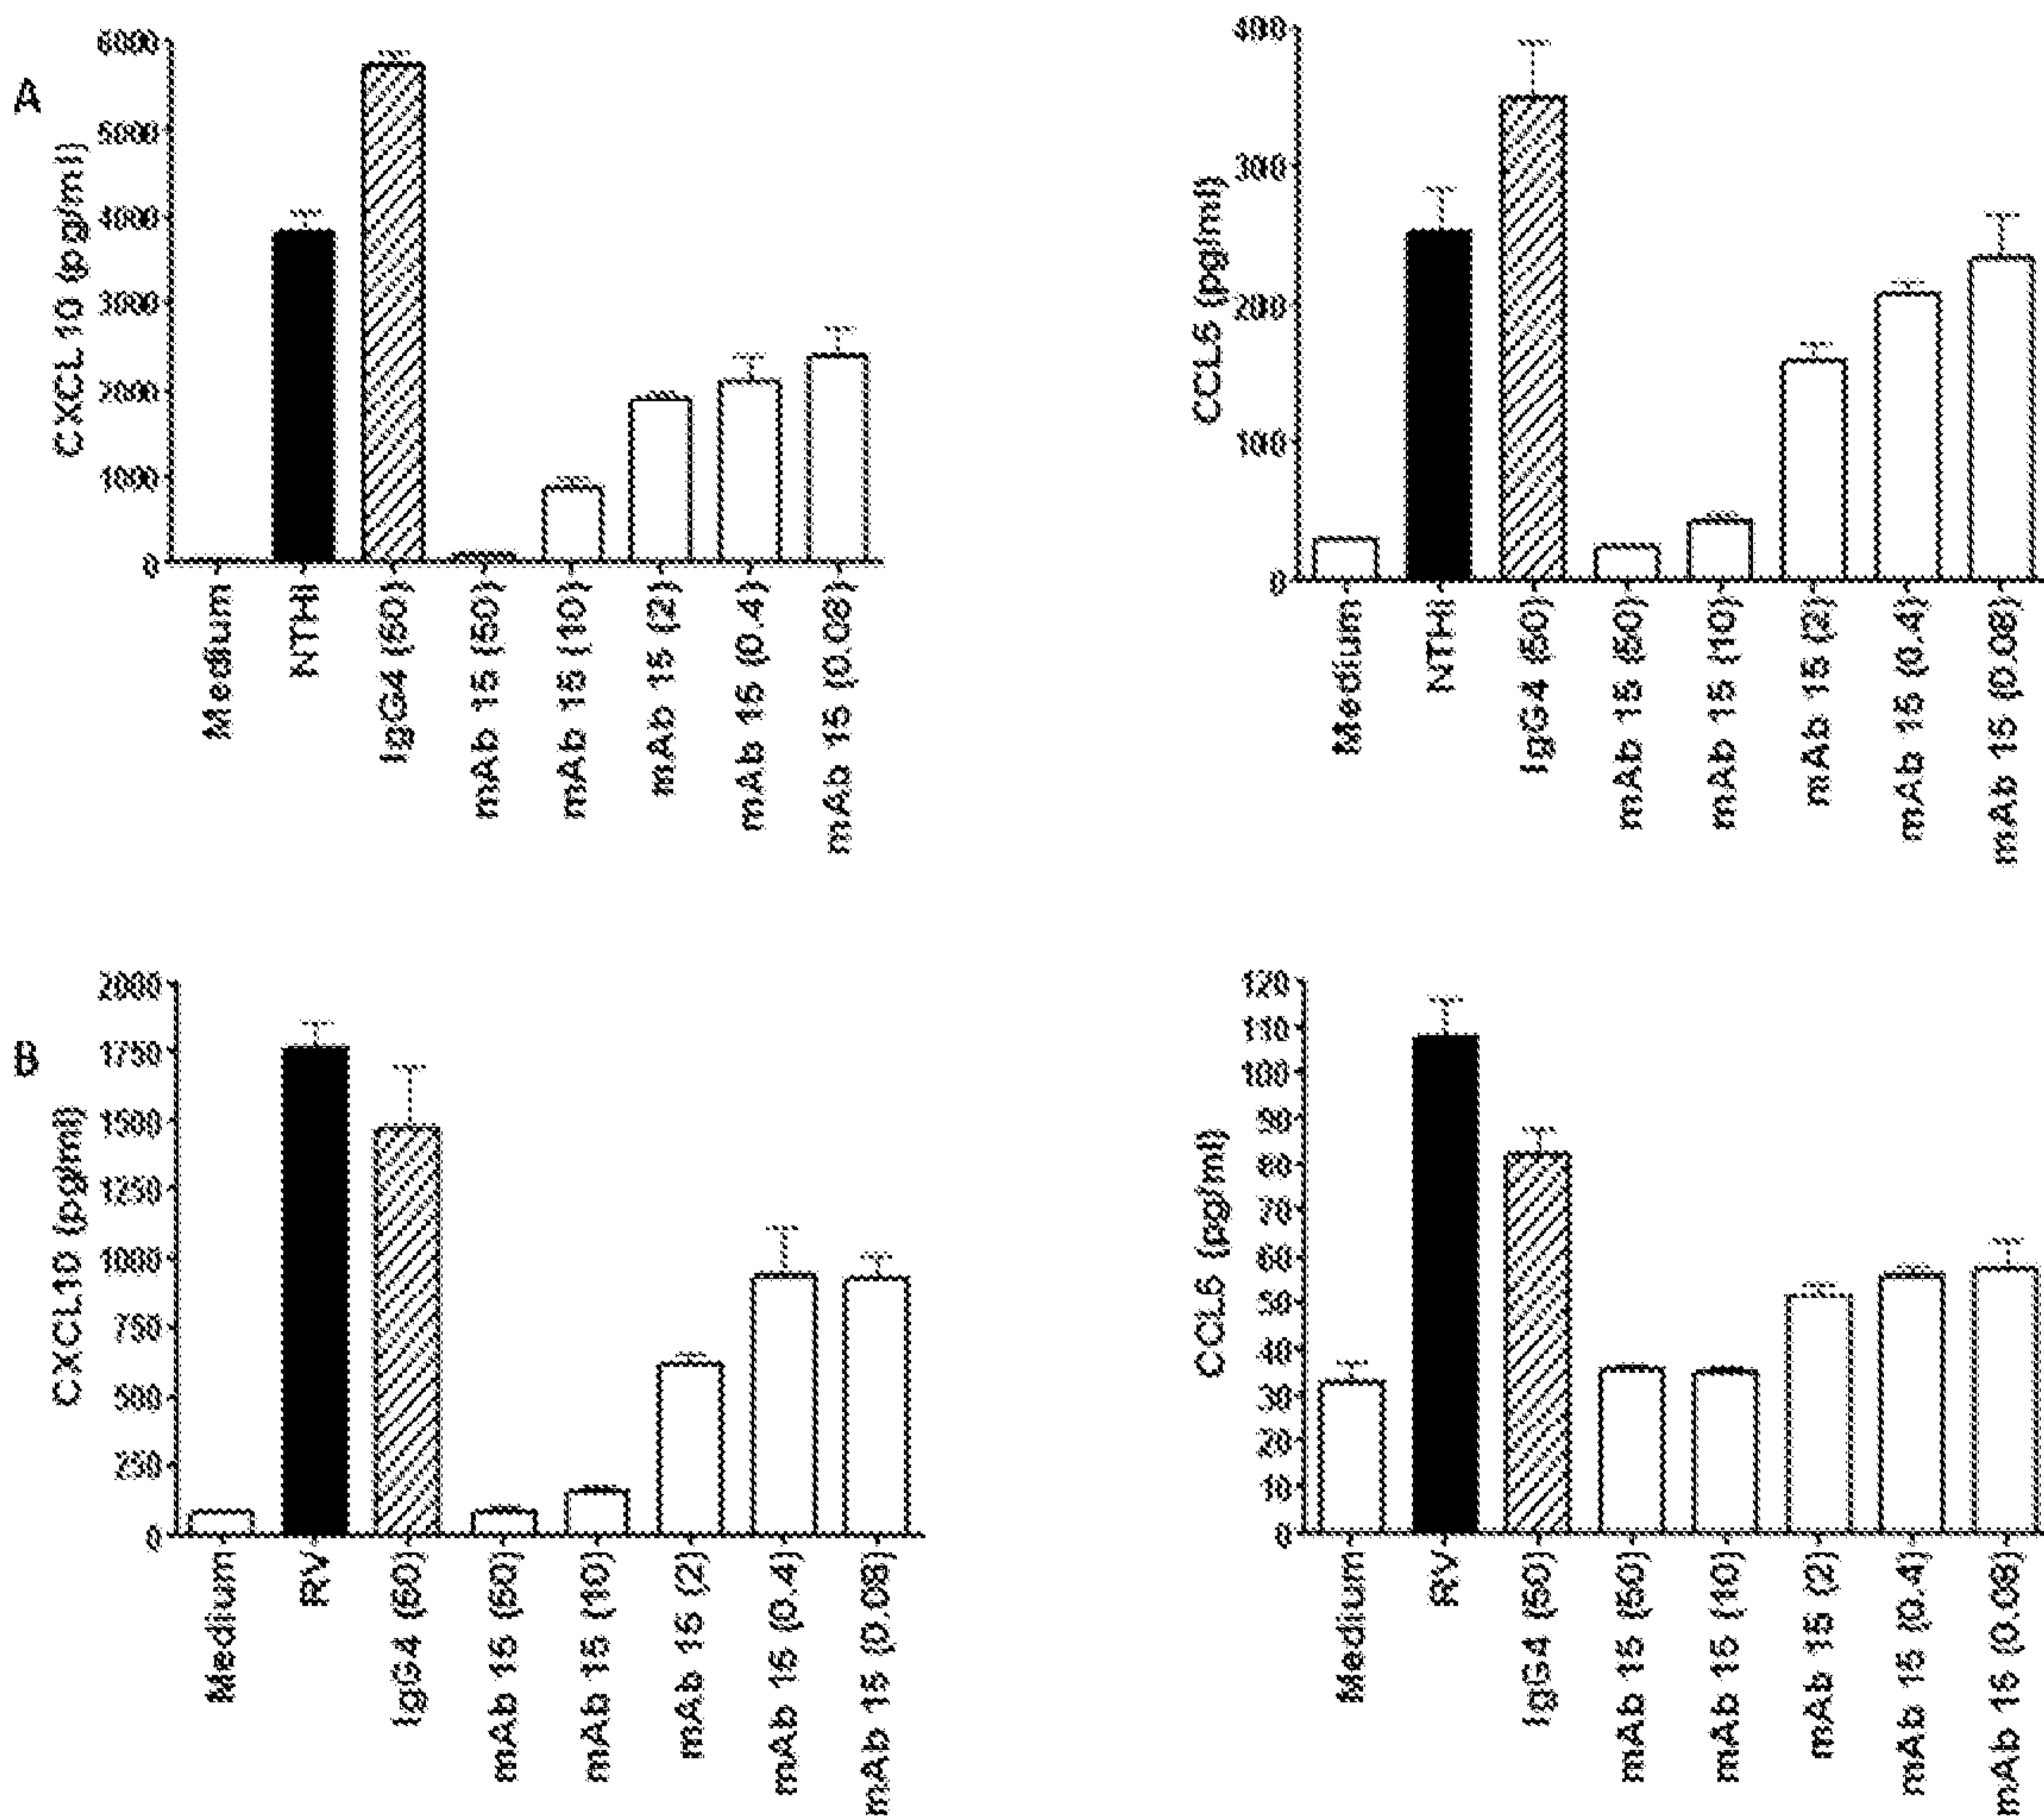 A
CXCL 10 (pg/ml)
6000
5000
4000
3000
2000
1000
0
Medium
NTHI
IgG4 (50)
mAb 15 (50)
mAb 15 (10)
mAb 15 (2)
mAb 15 (0.4)
mAb 15 (0.08)
CCL5 (pg/ml)
400
300
200
100
0
Medium
NTHI
IgG4 (50)
mAb 15 (50)
mAb 15 (10)
mAb 15 (2)
mAb 15 (0.4)
mAb 15 (0.08)
B
CXCL10 (pg/ml)
2000
1750
1500
1250
1000
750
500
250
0
Medium
RV
IgG4 (50)
mAb 15 (50)
mAb 15 (10)
mAb 15 (2)
mAb 15 (0.4)
mAb 15 (0.08)
CCL5 (pg/ml)
120
110
100
90
80
70
60
50
40
30
20
10
0
Medium
RV
IgG4 (50)
mAb 15 (50)
mAb 15 (10)
mAb 15 (2)
mAb 15 (0.4)
mAb 15 (0.08)